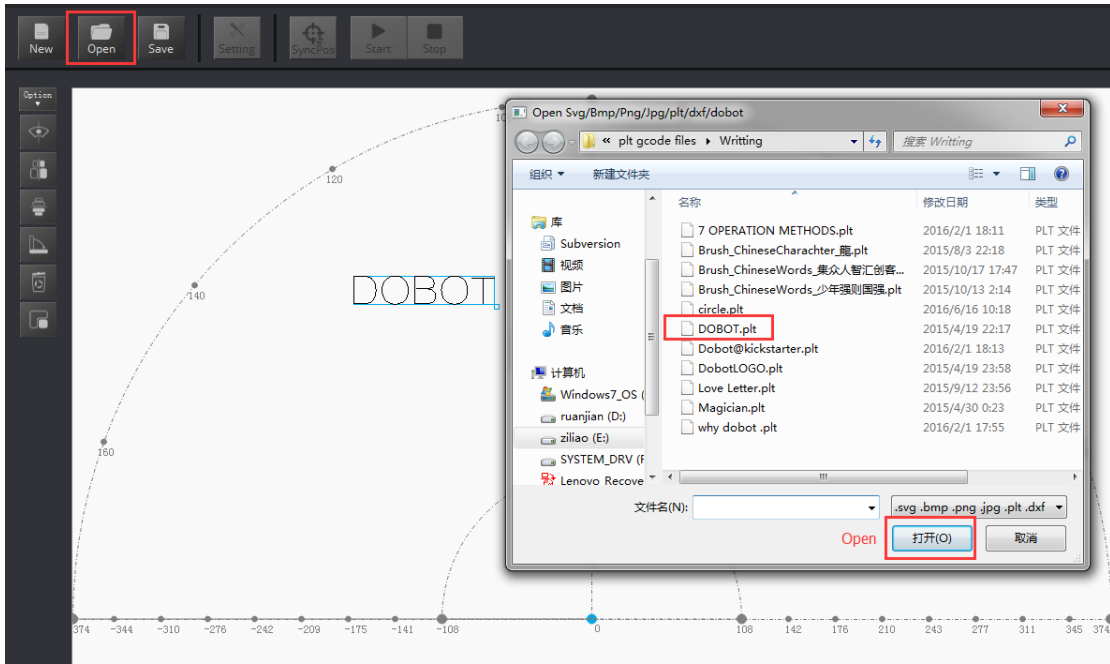 New
Open
Save
Setting
SyncPos
Start
Stop
Option
120
140
160
DOBOT
Open Svg/Bmp/Png/Jpg/plt/dxf/dobot
« plt gcode files ▸ Writting
搜索 Writting
组织
新建文件夹
名称
修改日期
类型
库
Subversion
视频
图片
文档
音乐
计算机
Windows7_OS (
ruanjian (D:)
ziliao (E:)
SYSTEM_DRV (F
Lenovo Recove
7 OPERATION METHODS.plt 2016/2/1 18:11 PLT 文件
Brush_ChineseCharachter_龍.plt 2015/8/3 22:18 PLT 文件
Brush_ChineseWords_集众人智汇创客... 2015/10/17 17:47 PLT 文件
Brush_ChineseWords_少年强则国强.plt 2015/10/13 2:14 PLT 文件
circle.plt 2016/6/16 10:18 PLT 文件
DOBOT.plt 2015/4/19 22:17 PLT 文件
Dobot@kickstarter.plt 2016/2/1 18:13 PLT 文件
DobotLOGO.plt 2015/4/19 23:58 PLT 文件
Love Letter.plt 2015/9/12 23:56 PLT 文件
Magician.plt 2015/4/30 0:23 PLT 文件
why dobot .plt 2016/2/1 17:55 PLT 文件
文件名(N):
.svg .bmp .png .jpg .plt .dxf
Open
打开(O)
取消
374 -344 -310 -276 -242 -209 -175 -141 -108 0 108 142 176 210 243 277 311 345 374